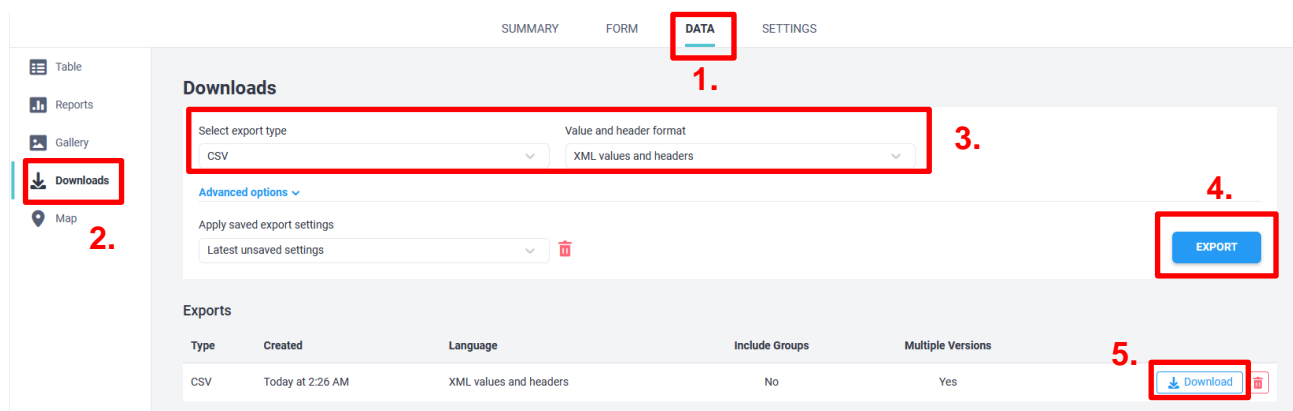 SUMMARY FORM DATA SETTINGS
1.
Table
Reports
Gallery
Downloads
Map
2.
Downloads
Select export type Value and header format
CSV XML values and headers
3.
Advanced options
Apply saved export settings
Latest unsaved settings
4.
EXPORT
Exports
Type Created Language Include Groups Multiple Versions
5.
CSV Today at 2:26 AM XML values and headers No Yes Download